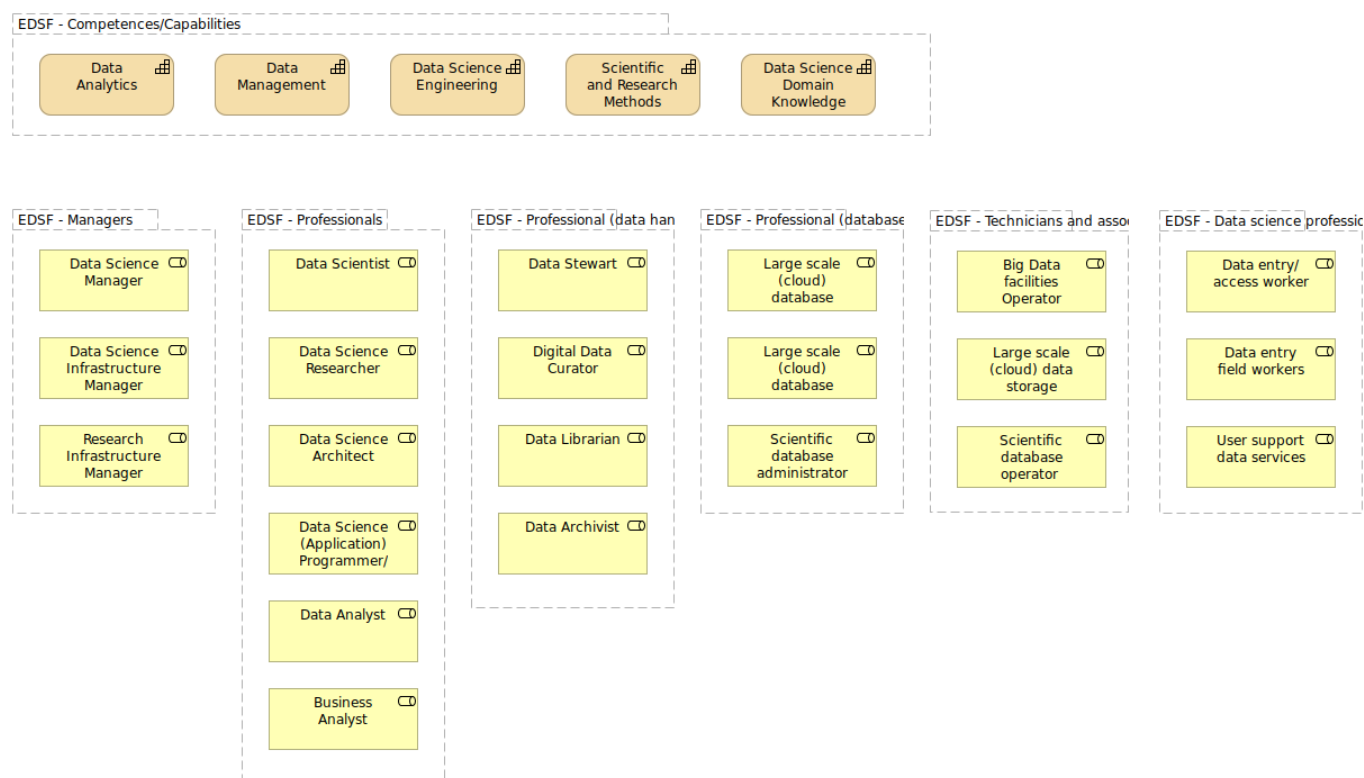 EDSF - Competences/Capabilities
Data
Analytics
Data
Management
Data Science
Engineering
Scientific
and Research
Methods
Data Science
Domain
Knowledge
EDSF - Managers
Data Science
Manager
Data Science
Infrastructure
Manager
Research
Infrastructure
Manager
EDSF - Professionals
Data Scientist
Data Science
Researcher
Data Science
Architect
Data Science
(Application)
Programmer/
Data Analyst
Business
Analyst
EDSF - Professional (data han
Data Stewart
Digital Data
Curator
Data Librarian
Data Archivist
EDSF - Professional (database
Large scale
(cloud)
database
Large scale
(cloud)
database
Scientific
database
administrator
EDSF - Technicians and asso
Big Data
facilities
Operator
Large scale
(cloud) data
storage
Scientific
database
operator
EDSF - Data science professio
Data entry/
access worker
Data entry
field workers
User support
data services